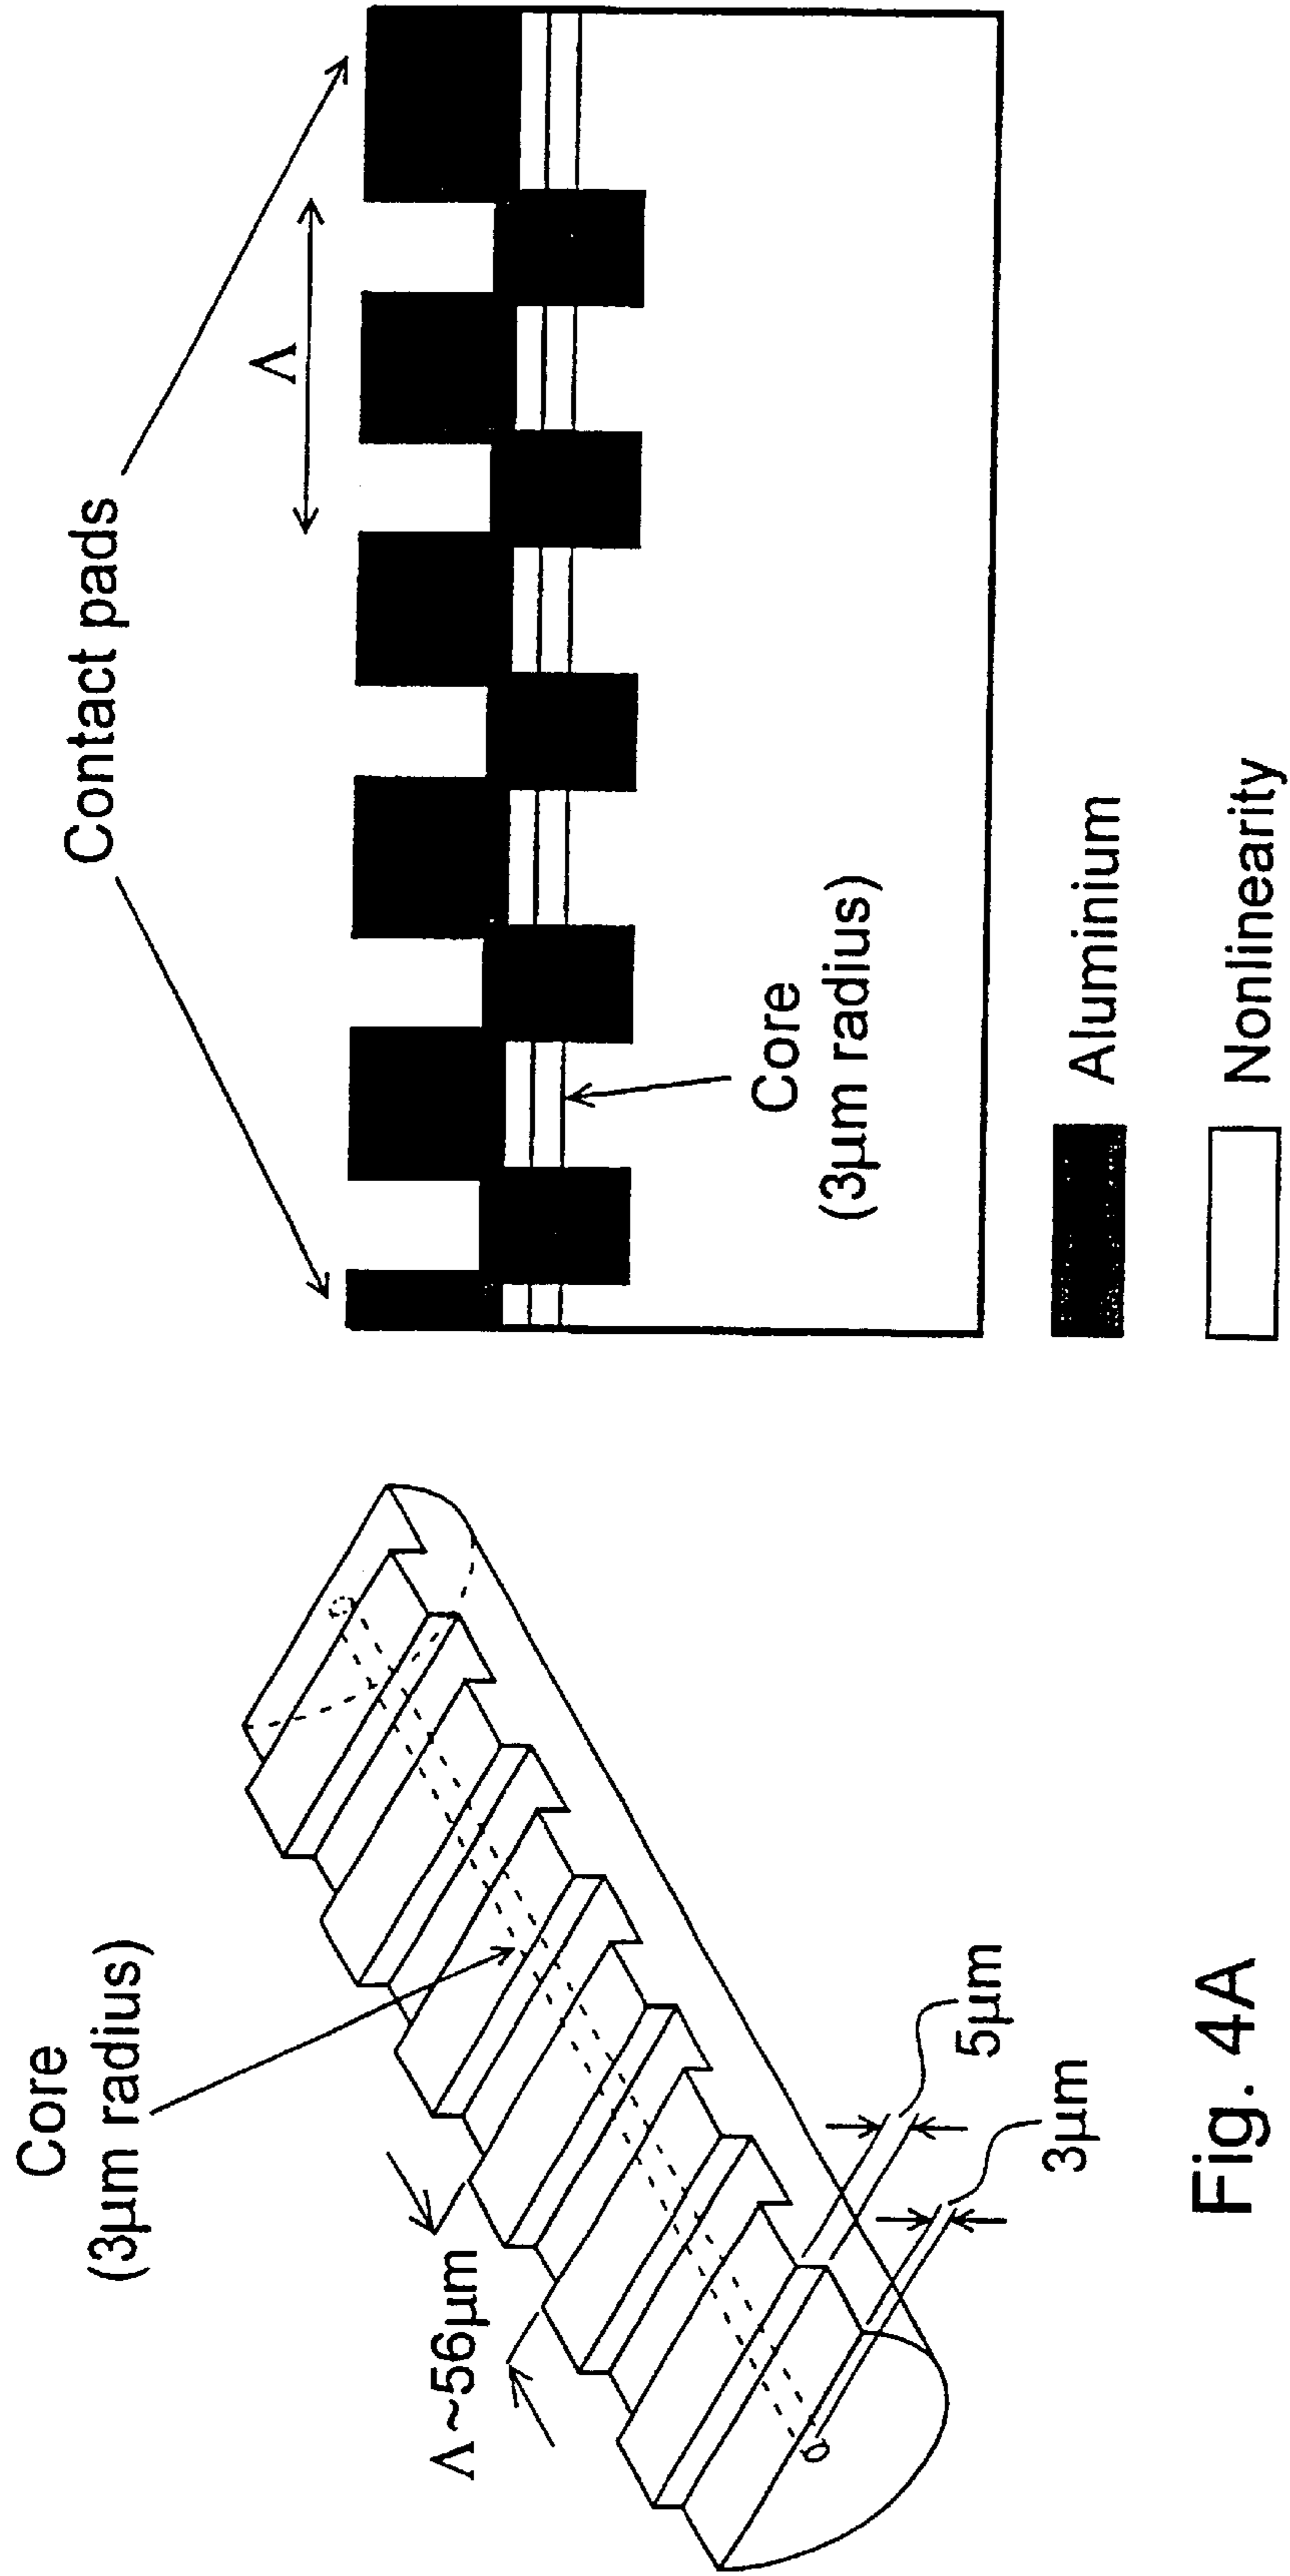 Core
(3μm radius)
Λ ~56μm
5μm
3μm
Fig. 4A
Contact pads
Λ
Core
(3μm radius)
Aluminium
Nonlinearity